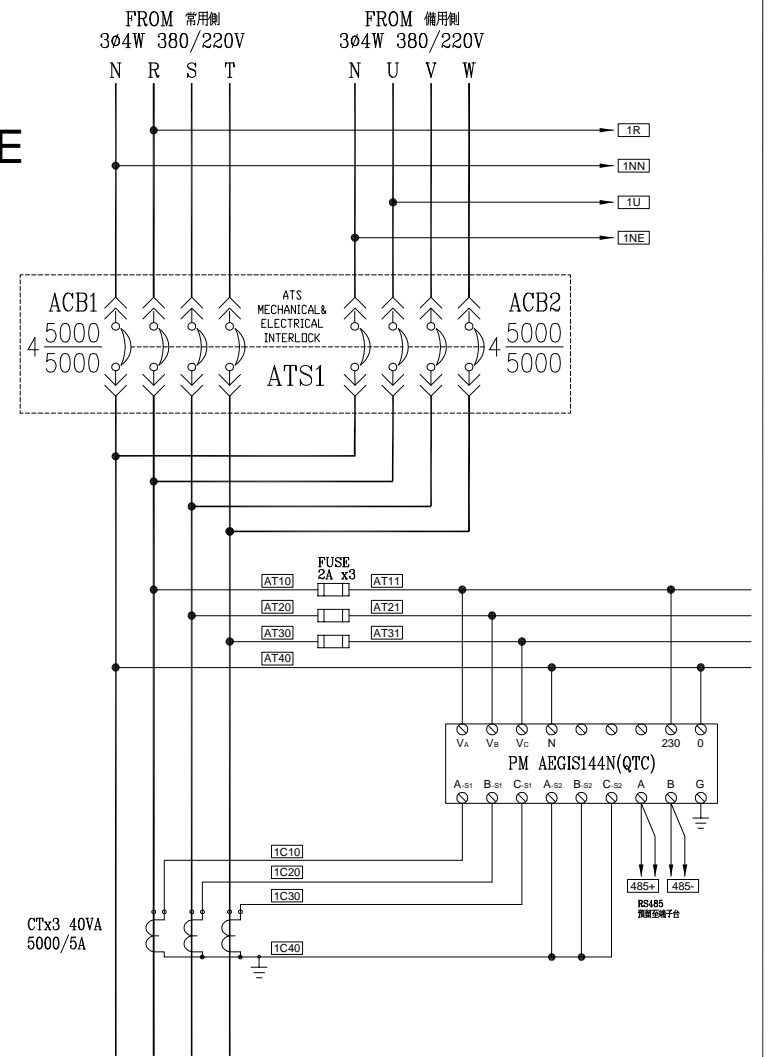 FROM 常用側
3ø4W 380/220V
N R S T
FROM 備用側
3ø4W 380/220V
N U V W
E
1R
1NN
1U
1NE
ACB1
4 5000
5000
ATS
MECHANICAL&
ELECTRICAL
INTERLOCK
ATS1
ACB2
4 5000
5000
FUSE
2A x3
AT10 AT11
AT20 AT21
AT30 AT31
AT40
VA VB VC N 230 0
PM AEGIS144N(QTC)
A-S1 B-S1 C-S1 A-S2 B-S2 C-S2 A B G
1C10
1C20
1C30
485+ 485-
RS485
預留至端子台
CTx3 40VA
5000/5A
1C40